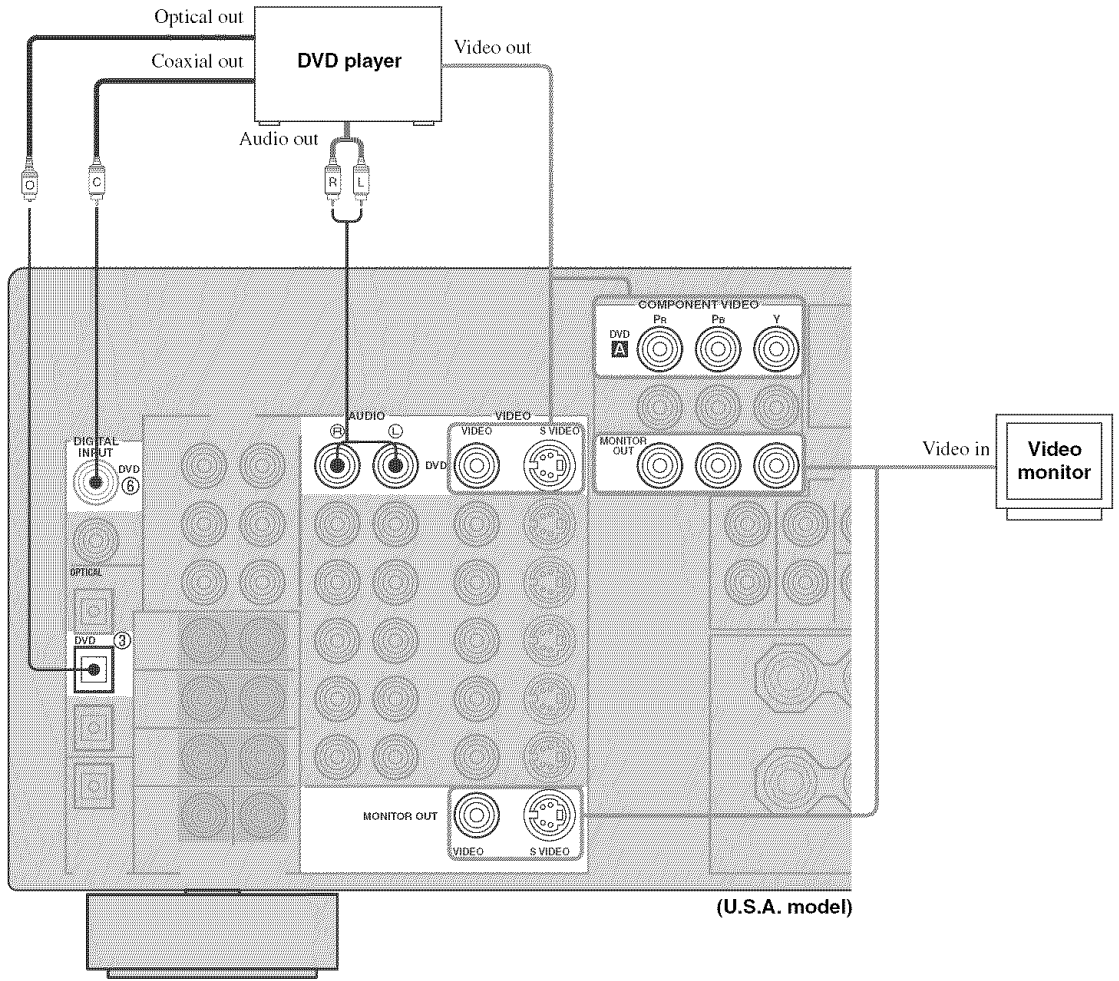 Optical out
Coaxial out
DVD player
Video out
Audio out
O
C
R
L
COMPONENT VIDEO
PR
PB
Y
DVD
A
AUDIO
VIDEO
R
L
VIDEO
S VIDEO
DVD
MONITOR
OUT
Video in
Video
monitor
DIGITAL
INPUT
DVD
⑥
OPTICAL
DVD
③
MONITOR OUT
VIDEO
S VIDEO
(U.S.A. model)